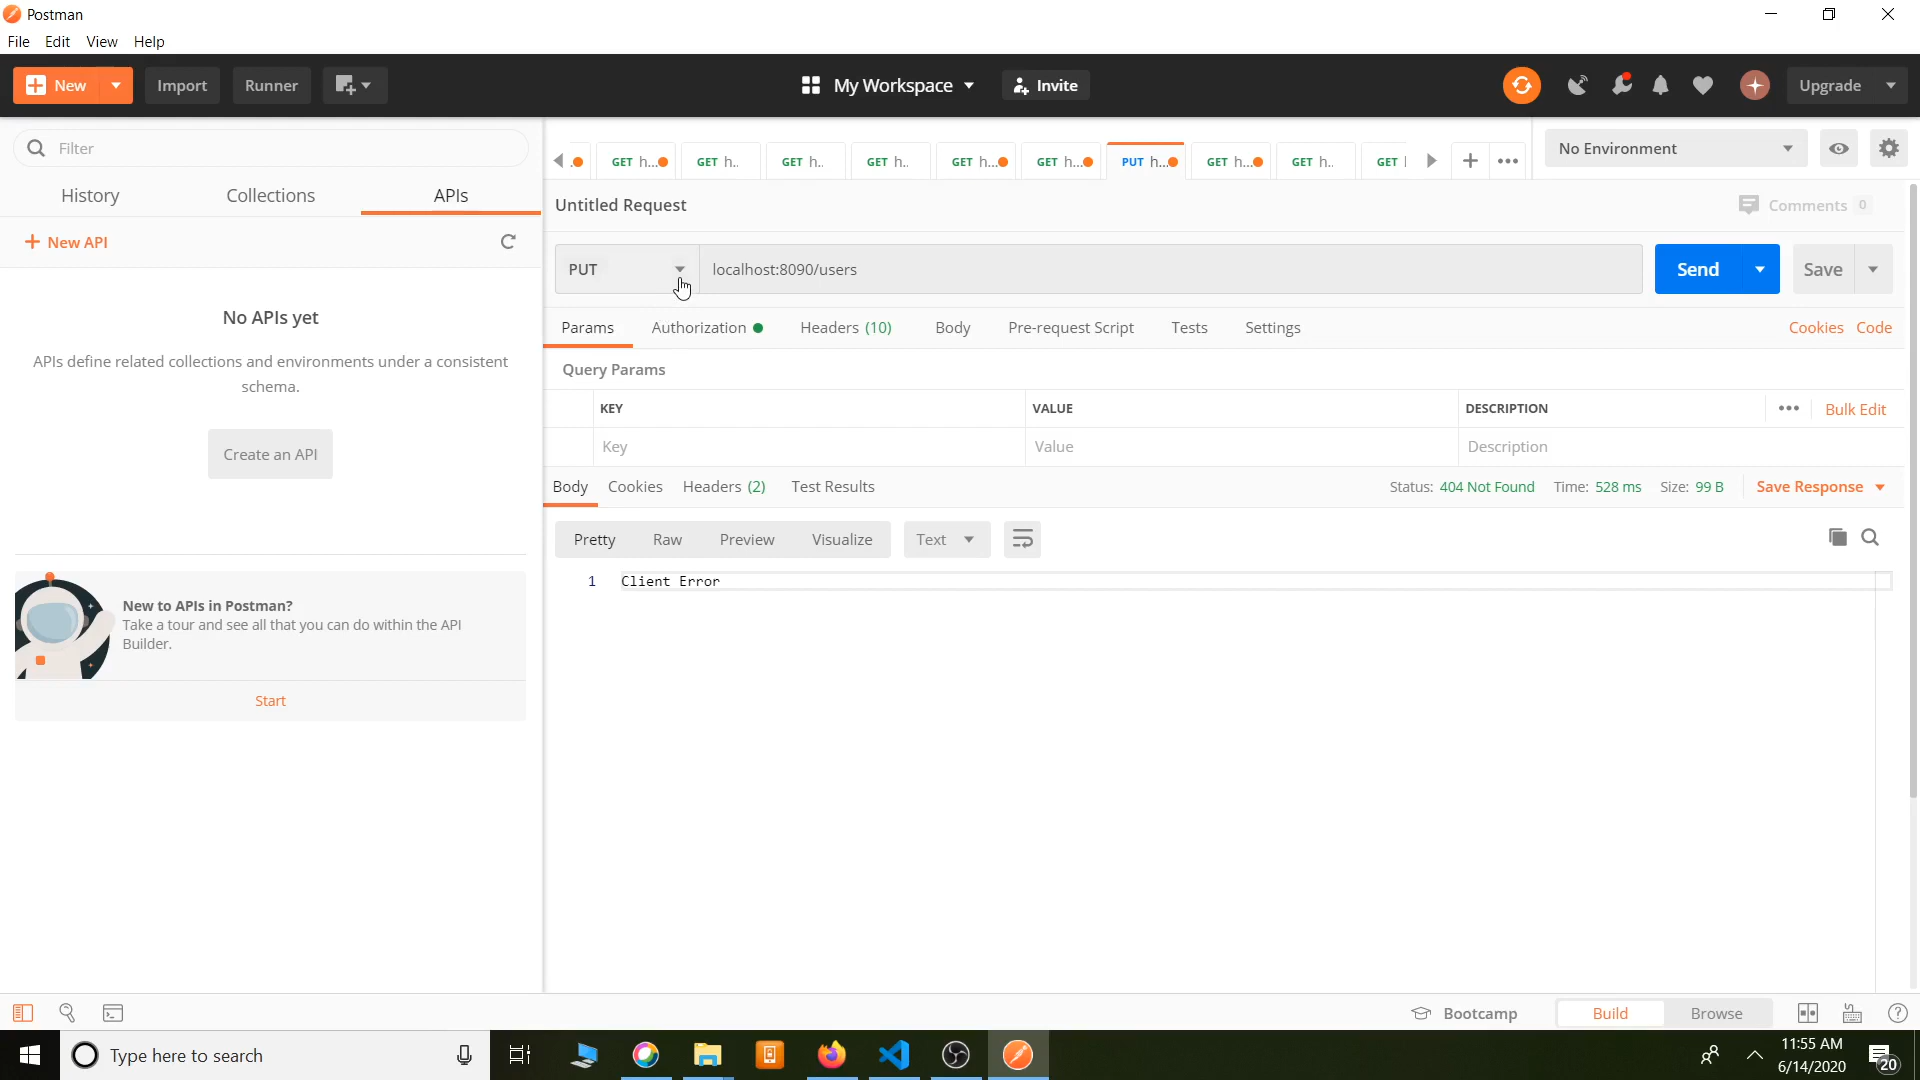 Postman
File Edit View Help
New Import Runner My Workspace Invite Upgrade
Filter
History Collections APIs
New API
No APIs yet
APIs define related collections and environments under a consistent
schema.
Create an API
New to APIs in Postman?
Take a tour and see all that you can do within the API
Builder.
Start
GET h... GET h.. GET h.. GET h.. GET h... GET h... PUT h... GET h... GET h.. GET
No Environment
Untitled Request
Comments 0
PUT localhost:8090/users Send Save
Params Authorization Headers (10) Body Pre-request Script Tests Settings Cookies Code
Query Params
KEY VALUE DESCRIPTION ••• Bulk Edit
Key Value Description
Body Cookies Headers (2) Test Results Status: 404 Not Found Time: 528 ms Size: 99 B Save Response
Pretty Raw Preview Visualize Text
1 Client Error
Bootcamp Build Browse
Type here to search
11:55 AM
6/14/2020
20